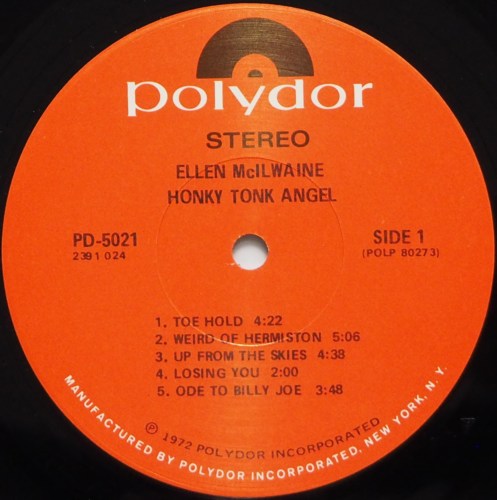 polydor
STEREO
ELLEN McILWAINE
HONKY TONK ANGEL
PD-5021
2391 024
SIDE 1
(POLP 80273)
1. TOE HOLD 4:22
2. WEIRD OF HERMISTON 5:06
3. UP FROM THE SKIES 4:38
4. LOSING YOU 2:00
5. ODE TO BILLY JOE 3:48
℗ 1972 POLYDOR INCORPORATED
MANUFACTURED BY POLYDOR INCORPORATED, NEW YORK, N.Y.